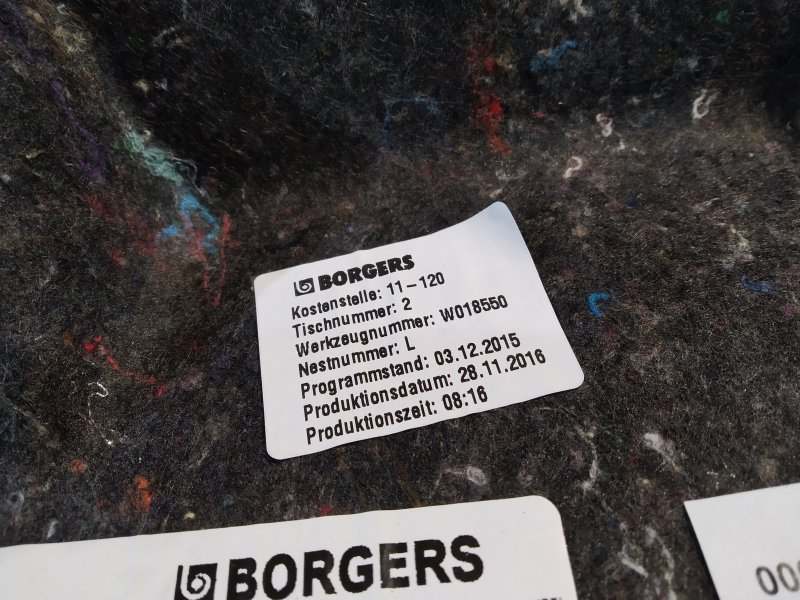 BORGERS
Kostenstelle: 11-120
Tischnummer: 2
Werkzeugnummer: W018550
Nestnummer: L
Programmstand: 03.12.2015
Produktionsdatum: 28.11.2016
Produktionszeit: 08:16
BORGERS